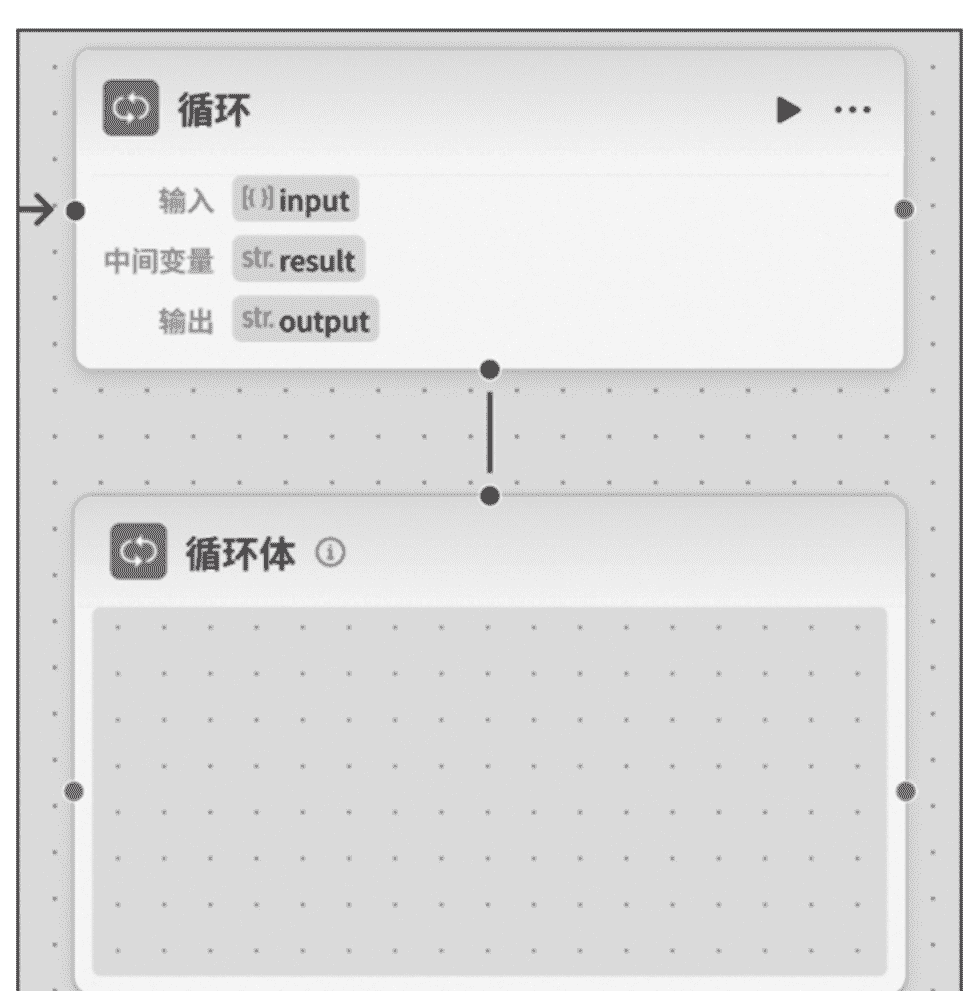 循环
输入 [{}] input
中间变量 str. result
输出 str. output
循环体